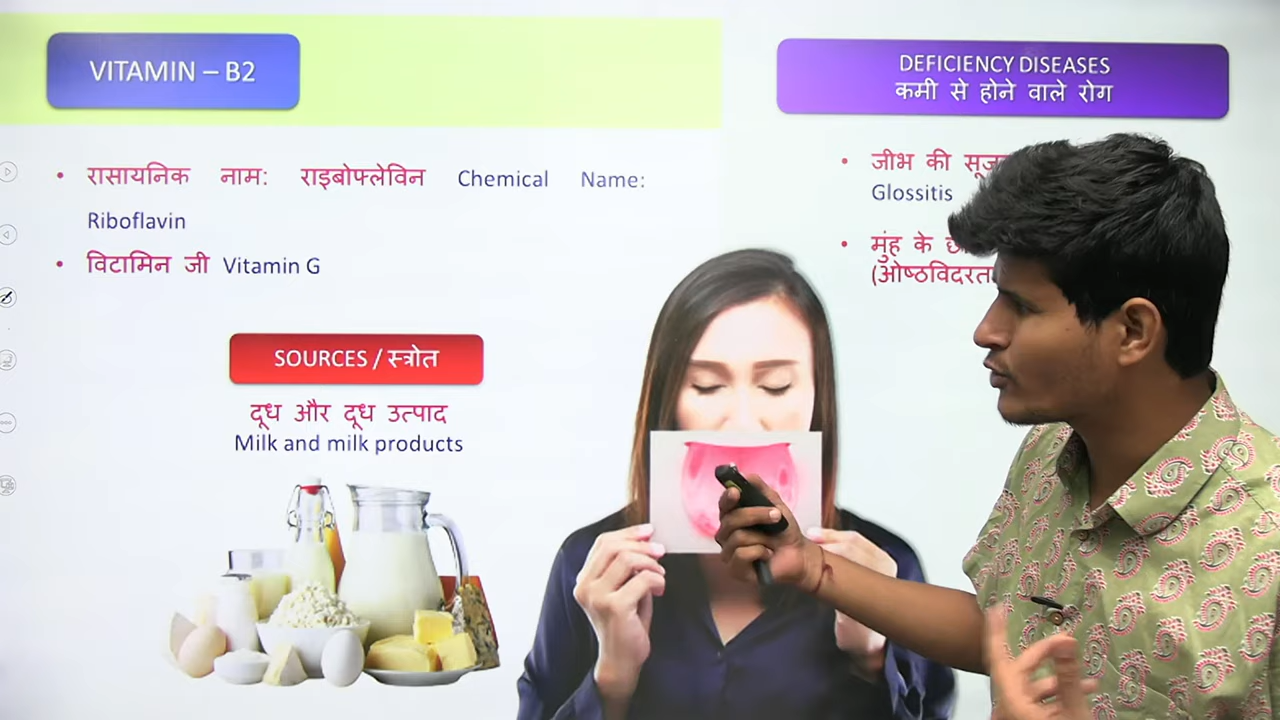 VITAMIN – B2
• रासायनिक नाम: राइबोफ्लेविन Chemical Name:
Riboflavin
• विटामिन जी Vitamin G
SOURCES / स्त्रोत
दूध और दूध उत्पाद
Milk and milk products
DEFICIENCY DISEASES
कमी से होने वाले रोग
• जीभ की
Glossitis
• मुंह के